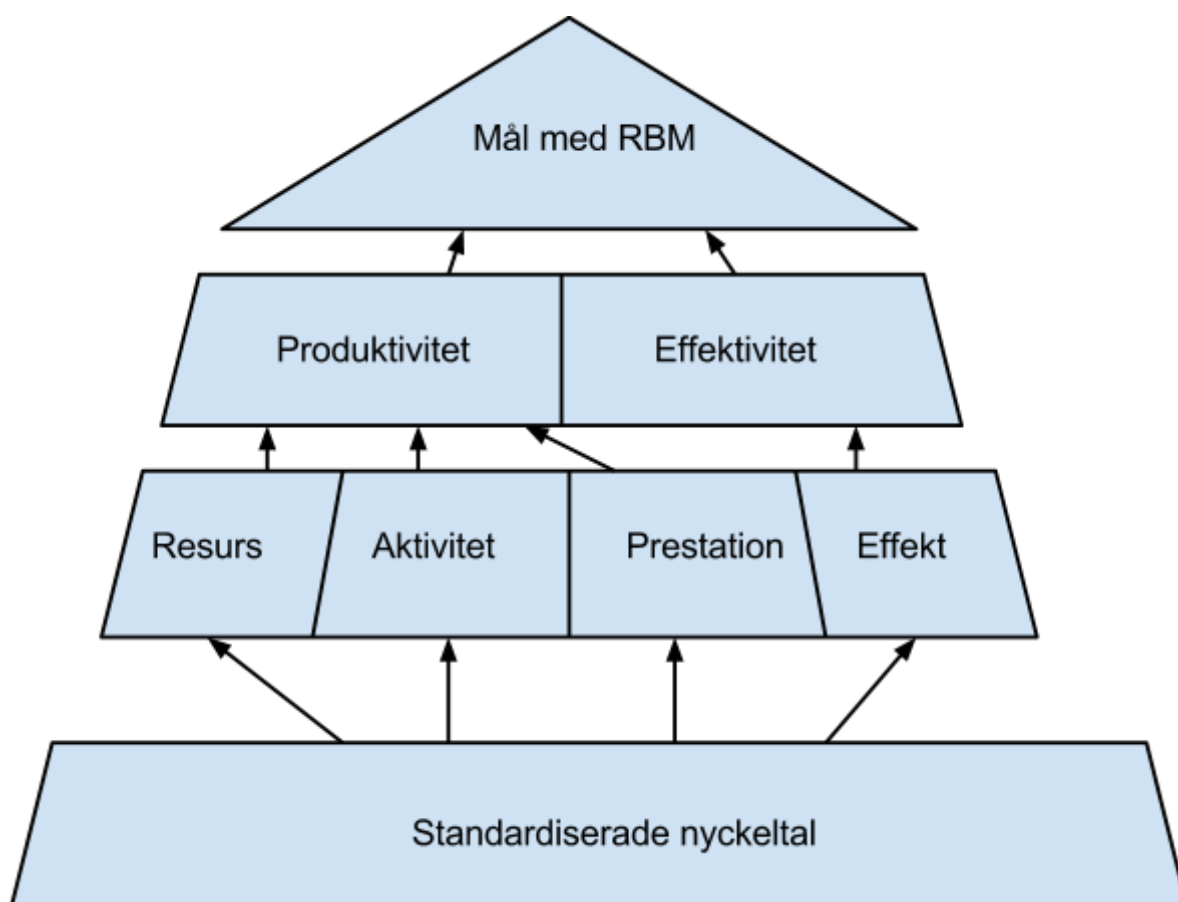 Mål med RBM
Produktivitet
Effektivitet
Resurs
Aktivitet
Prestation
Effekt
Standardiserade nyckeltal